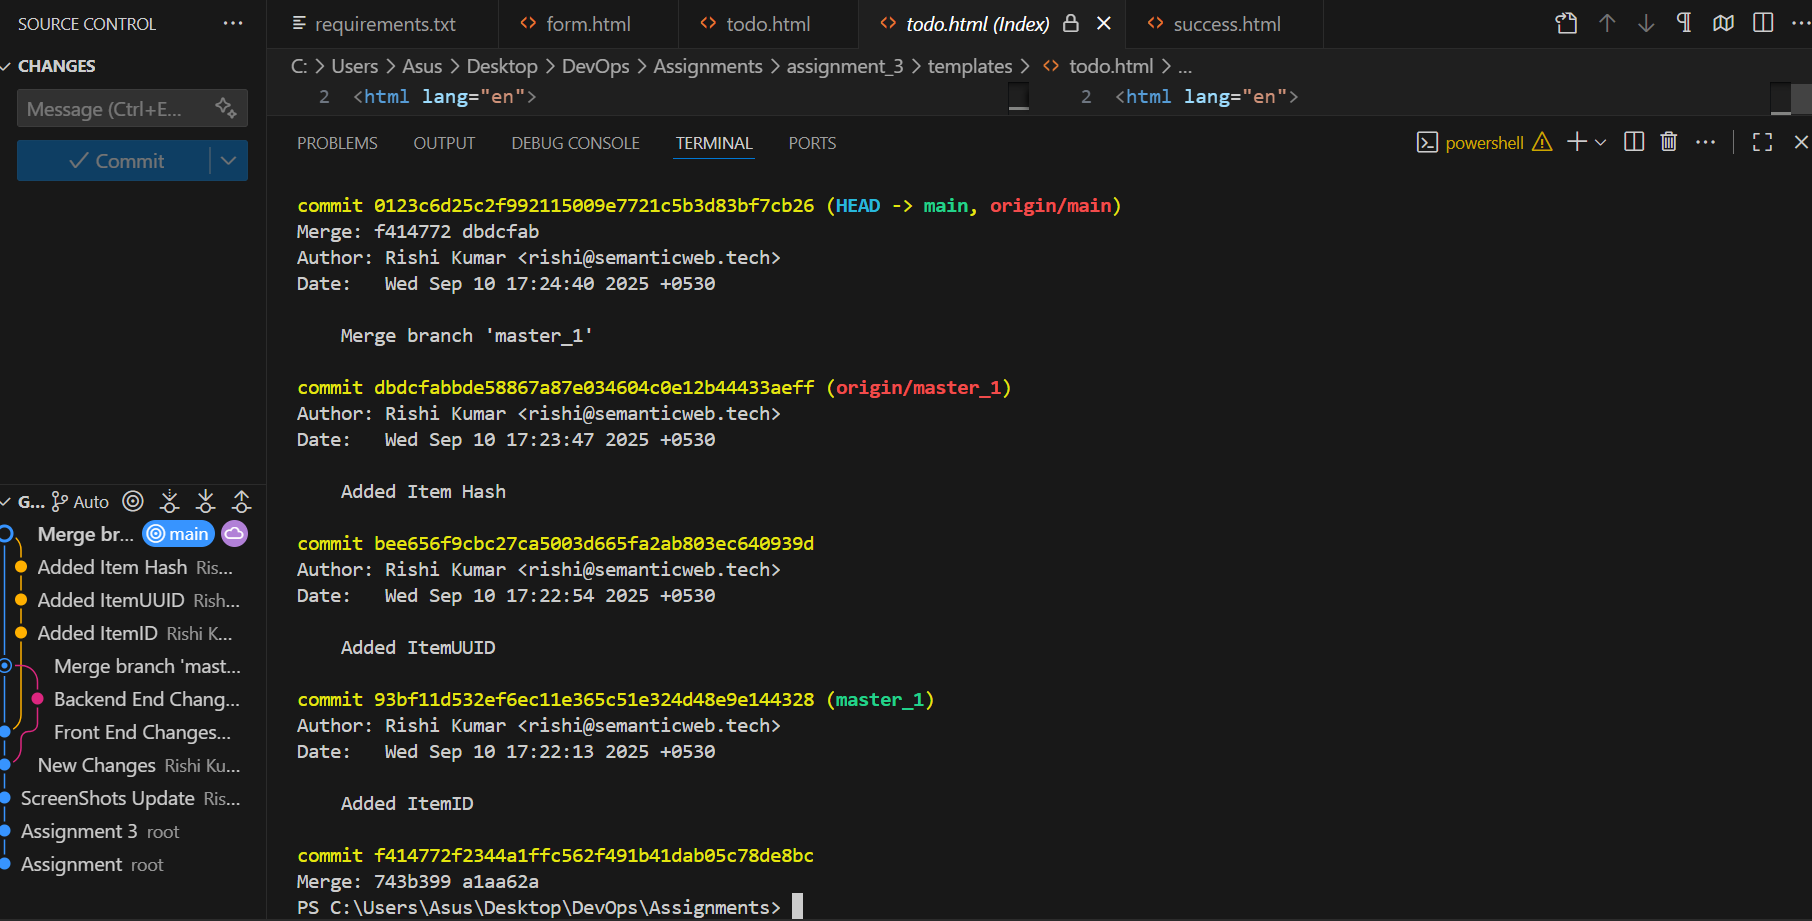 SOURCE CONTROL ...
CHANGES
Message (Ctrl+E...
Commit
G... Auto
Merge br... main
Added Item Hash Ris...
Added ItemUUID Rish...
Added ItemID Rishi K...
Merge branch 'mast...
Backend End Chang...
Front End Changes...
New Changes Rishi Ku...
ScreenShots Update Ris...
Assignment 3 root
Assignment root
requirements.txt form.html todo.html todo.html (Index) success.html
C: > Users > Asus > Desktop > DevOps > Assignments > assignment_3 > templates > todo.html > ...
2 <html lang="en"> 2 <html lang="en">
PROBLEMS OUTPUT DEBUG CONSOLE TERMINAL PORTS powershell
commit 0123c6d25c2f992115009e7721c5b3d83bf7cb26 (HEAD -> main, origin/main)
Merge: f414772 dbdcfab
Author: Rishi Kumar <rishi@semanticweb.tech>
Date:   Wed Sep 10 17:24:40 2025 +0530
Merge branch 'master_1'
commit dbdcfabbde58867a87e034604c0e12b44433aeff (origin/master_1)
Author: Rishi Kumar <rishi@semanticweb.tech>
Date:   Wed Sep 10 17:23:47 2025 +0530
Added Item Hash
commit bee656f9cbc27ca5003d665fa2ab803ec640939d
Author: Rishi Kumar <rishi@semanticweb.tech>
Date:   Wed Sep 10 17:22:54 2025 +0530
Added ItemUUID
commit 93bf11d532ef6ec11e365c51e324d48e9e144328 (master_1)
Author: Rishi Kumar <rishi@semanticweb.tech>
Date:   Wed Sep 10 17:22:13 2025 +0530
Added ItemID
commit f414772f2344a1ffc562f491b41dab05c78de8bc
Merge: 743b399 a1aa62a
PS C:\Users\Asus\Desktop\DevOps\Assignments>